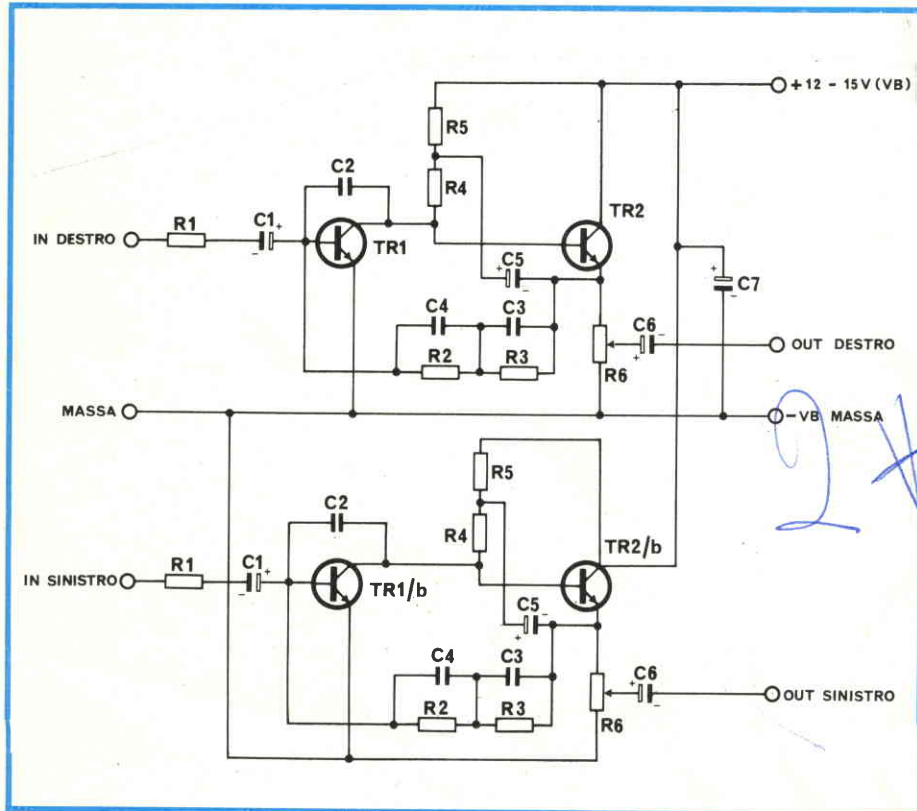 + 12 - 15 V (VB)
R5
C2
R4
TR2
R1
C1
+
-
IN DESTRO
TR1
C5
+
-
+
C7
-
C4
C3
C6
-
+
OUT DESTRO
R2
R3
R6
MASSA
- VB MASSA
R5
C2
R4
TR2/b
R1
C1
+
-
IN SINISTRO
TR1/b
C5
-
+
C4
C3
C6
+
-
OUT SINISTRO
R2
R3
R6